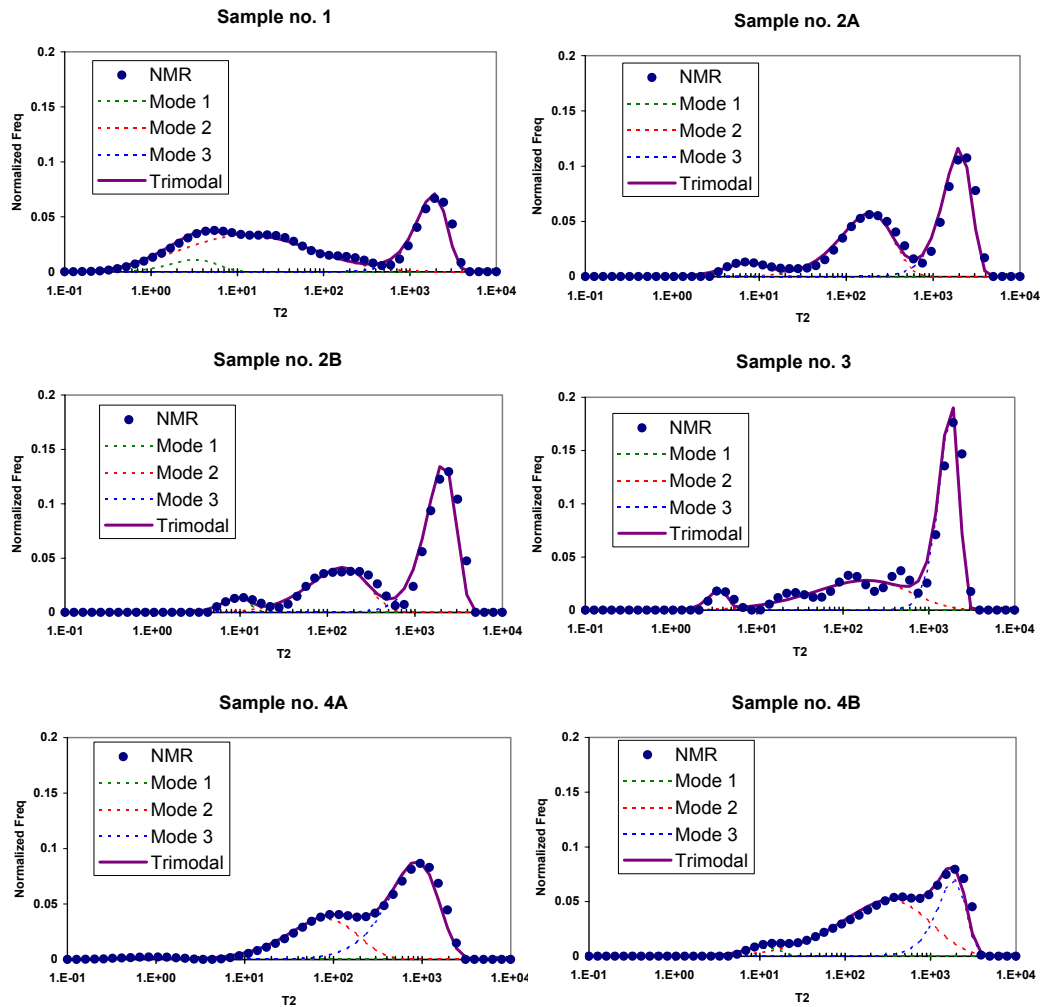 Sample no. 1
0.2
0.15
0.1
0.05
0
Normalized Freq
NMR
Mode 1
Mode 2
Mode 3
Trimodal
1.E-01 1.E+00 1.E+01 1.E+02 1.E+03 1.E+04
T2
Sample no. 2A
0.2
0.15
0.1
0.05
0
Normalized Freq
NMR
Mode 1
Mode 2
Mode 3
Trimodal
1.E-01 1.E+00 1.E+01 1.E+02 1.E+03 1.E+04
T2
Sample no. 2B
0.2
0.15
0.1
0.05
0
Normalized Freq
NMR
Mode 1
Mode 2
Mode 3
Trimodal
1.E-01 1.E+00 1.E+01 1.E+02 1.E+03 1.E+04
T2
Sample no. 3
0.2
0.15
0.1
0.05
0
Normalized Freq
NMR
Mode 1
Mode 2
Mode 3
Trimodal
1.E-01 1.E+00 1.E+01 1.E+02 1.E+03 1.E+04
T2
Sample no. 4A
0.2
0.15
0.1
0.05
0
Normalized Freq
NMR
Mode 1
Mode 2
Mode 3
Trimodal
1.E-01 1.E+00 1.E+01 1.E+02 1.E+03 1.E+04
T2
Sample no. 4B
0.2
0.15
0.1
0.05
0
Normalized Freq
NMR
Mode 1
Mode 2
Mode 3
Trimodal
1.E-01 1.E+00 1.E+01 1.E+02 1.E+03 1.E+04
T2